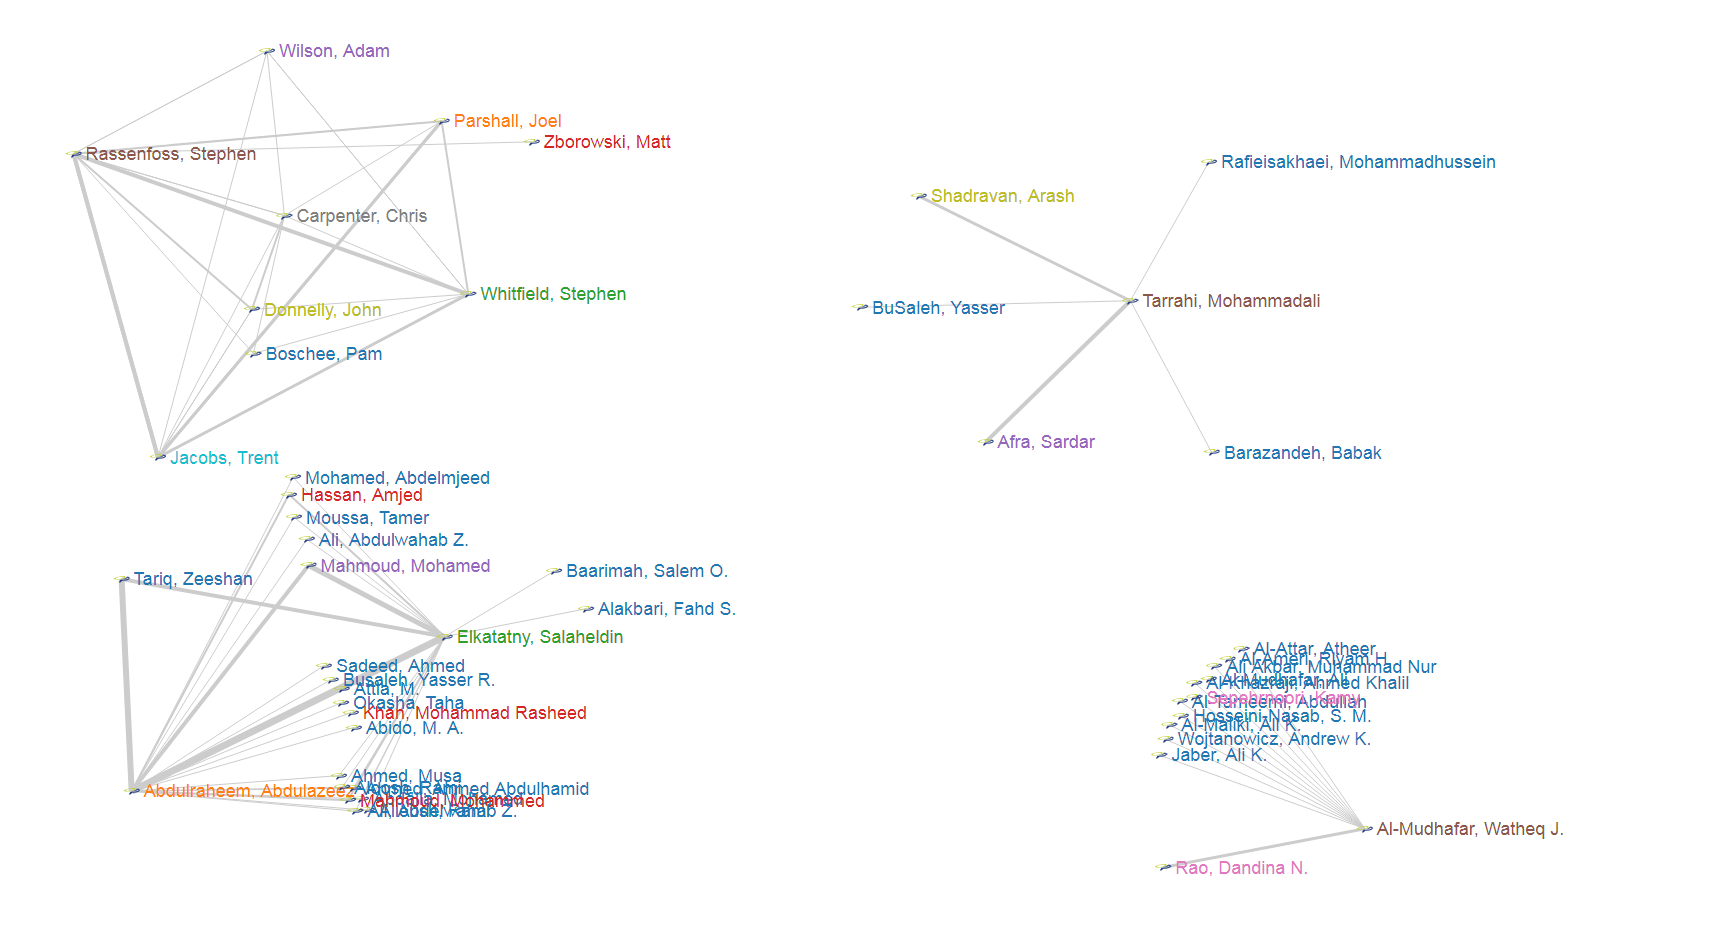 Wilson, Adam
Parshall, Joel
Zborowski, Matt
Rassenfoss, Stephen
Carpenter, Chris
Whitfield, Stephen
Donnelly, John
Boschee, Pam
Jacobs, Trent
Rafieisakhaei, Mohammadhussein
Shadravan, Arash
Tarrahi, Mohammadali
BuSaleh, Yasser
Afra, Sardar
Barazandeh, Babak
Mohamed, Abdelmjeed
Hassan, Amjed
Moussa, Tamer
Ali, Abdulwahab Z.
Mahmoud, Mohamed
Tariq, Zeeshan
Baarimah, Salem O.
Alakbari, Fahd S.
Elkatatny, Salaheldin
Sadeed, Ahmed
Busaleh, Yasser R.
Attia, M.
Okasha, Taha
Khan, Mohammad Rasheed
Abido, M. A.
Ahmed, Musa
Ahmed Abdulhamid
Abdulraheem, Abdulazeez
Mahmoud, Mohammed
Al-Attar, Atheer
Al-Ameri, Riyam H.
Ali Akbar, Muhammad Nur
Al-Mudhafar, Ali
Al-Khazraji, Ahmed Khalil
Sepehrnoori, Kamy
Al-Tameemi, Abdullah
Hosseini-Nasab, S. M.
Al-Maliki, Ali K.
Wojtanowicz, Andrew K.
Jaber, Ali K.
Al-Mudhafar, Watheq J.
Rao, Dandina N.